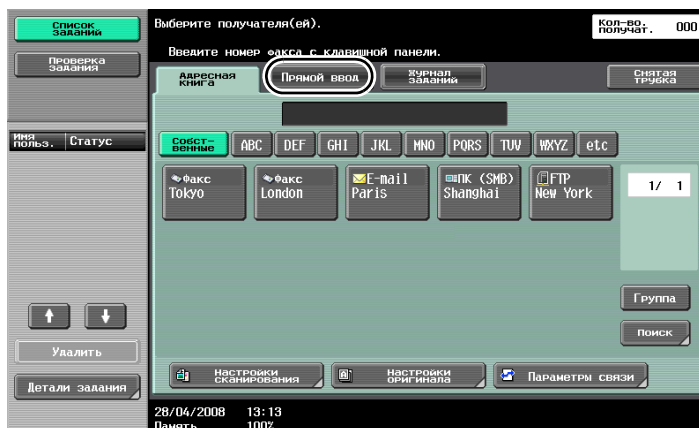 Список
заданий
Проверка
задания
Имя
польз.
Статус
Удалить
Детали задания
Выберите получателя(ей).
Кол-во.
получат.
000
Введите номер факса с клавишной панели.
Адресная
книга
Прямой ввод
Журнал
заданий
Снятая
трубка
Собст-
венные
ABC
DEF
GHI
JKL
MNO
PQRS
TUV
WXYZ
etc
Факс
Tokyo
Факс
London
E-mail
Paris
ПК (SMB)
Shanghai
FTP
New York
1/ 1
Группа
Поиск
Настройки
сканирования
Настройки
оригинала
Параметры связи
28/04/2008 13:13
Память 100%